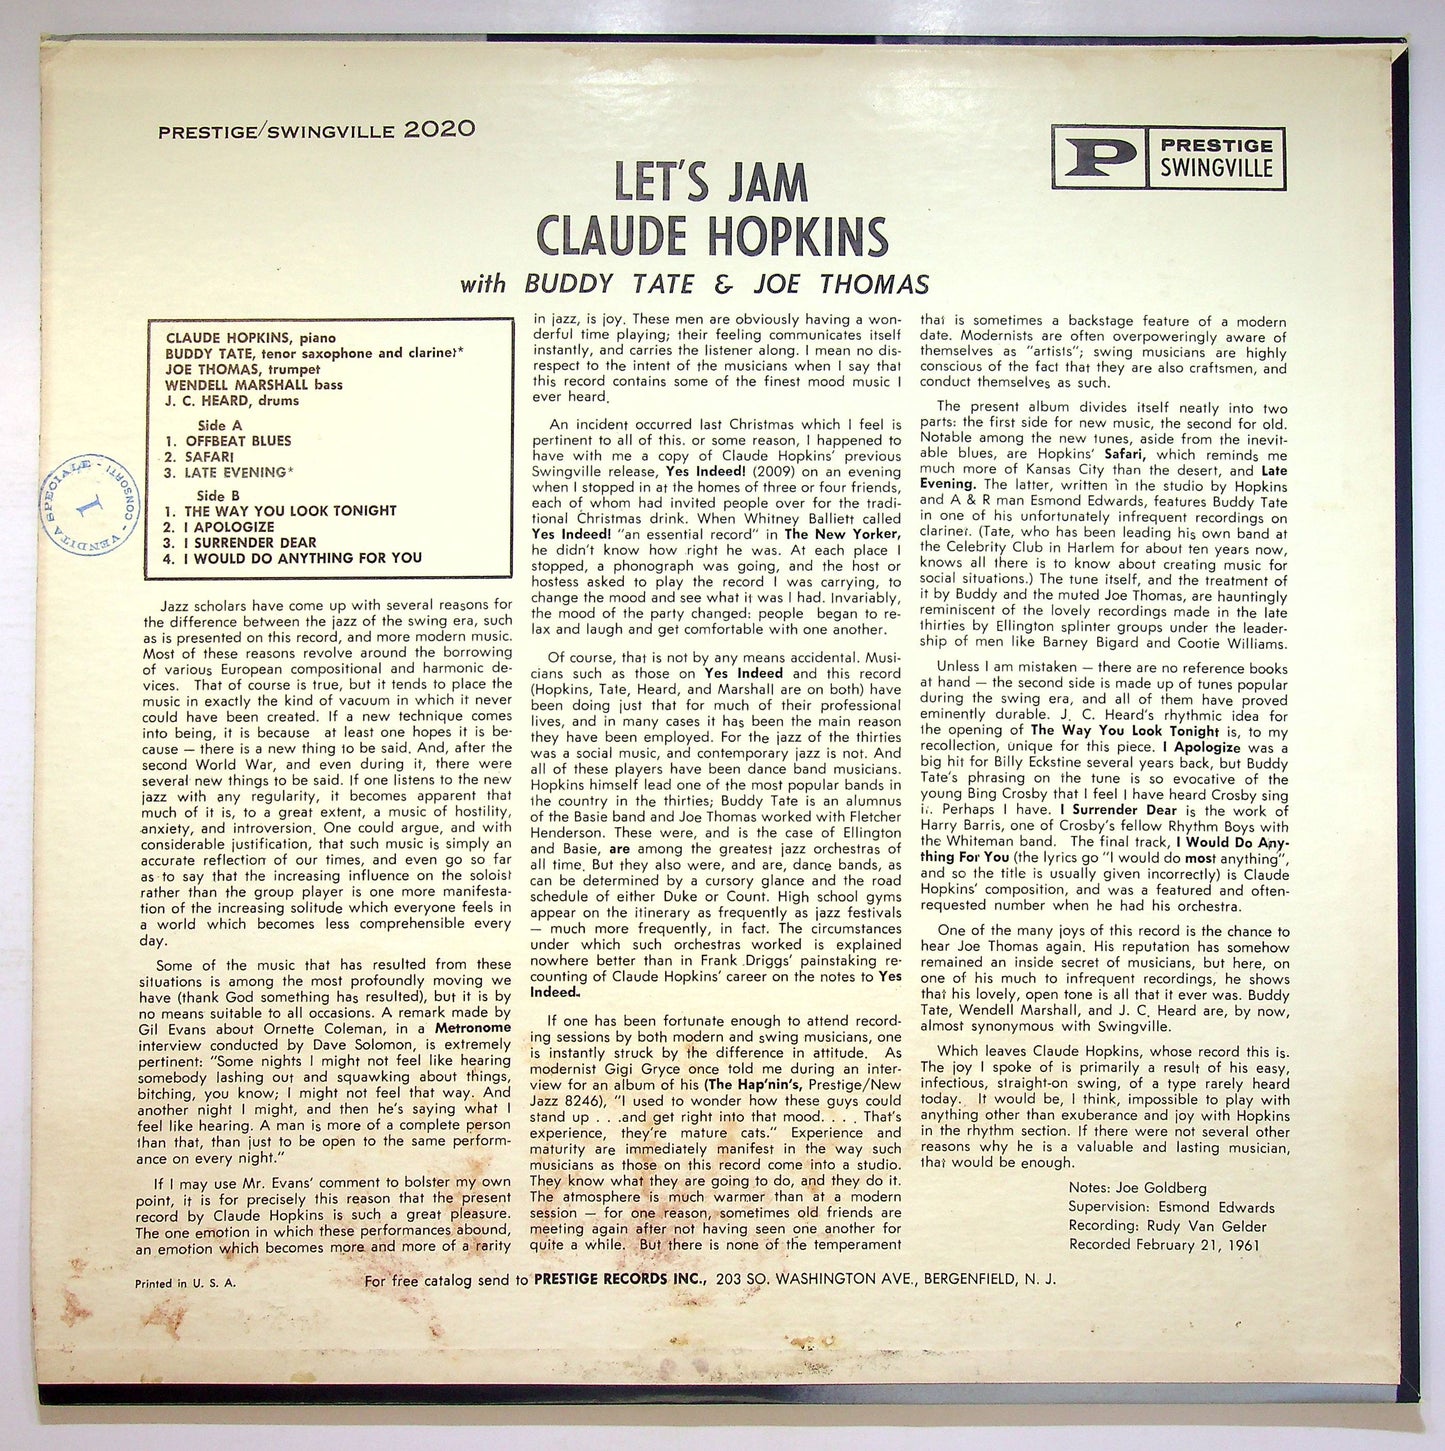 PRESTIGE/SWINGVILLE 2020
P PRESTIGE
SWINGVILLE
LET'S JAM
CLAUDE HOPKINS
with BUDDY TATE & JOE THOMAS
CLAUDE HOPKINS, piano
BUDDY TATE, tenor saxophone and clarinet*
JOE THOMAS, trumpet
WENDELL MARSHALL bass
J. C. HEARD, drums
Side A
1. OFFBEAT BLUES
2. SAFARI
3. LATE EVENING*
Side B
1. THE WAY YOU LOOK TONIGHT
2. I APOLOGIZE
3. I SURRENDER DEAR
4. I WOULD DO ANYTHING FOR YOU
VENDITA SPECIALE - CONSORTI -
1
Jazz scholars have come up with several reasons for
the difference between the jazz of the swing era, such
as is presented on this record, and more modern music.
Most of these reasons revolve around the borrowing
of various European compositional and harmonic de-
vices. That of course is true, but it tends to place the
music in exactly the kind of vacuum in which it never
could have been created. If a new technique comes
into being, it is because at least one hopes it is be-
cause — there is a new thing to be said. And, after the
second World War, and even during it, there were
several new things to be said. If one listens to the new
jazz with any regularity, it becomes apparent that
much of it is, to a great extent, a music of hostility,
anxiety, and introversion. One could argue, and with
considerable justification, that such music is simply an
accurate reflection of our times, and even go so far
as to say that the increasing influence on the soloist
rather than the group player is one more manifesta-
tion of the increasing solitude which everyone feels in
a world which becomes less comprehensible every
day.
Some of the music that has resulted from these
situations is among the most profoundly moving we
have (thank God something has resulted), but it is by
no means suitable to all occasions. A remark made by
Gil Evans about Ornette Coleman, in a Metronome
interview conducted by Dave Solomon, is extremely
pertinent: "Some nights I might not feel like hearing
somebody lashing out and squawking about things,
bitching, you know; I might not feel that way. And
another night I might, and then he's saying what I
feel like hearing. A man is more of a complete person
than that, than just to be open to the same perform-
ance on every night."
If I may use Mr. Evans' comment to bolster my own
point, it is for precisely this reason that the present
record by Claude Hopkins is such a great pleasure.
The one emotion in which these performances abound,
an emotion which becomes more and more of a rarity
in jazz, is joy. These men are obviously having a won-
derful time playing; their feeling communicates itself
instantly, and carries the listener along. I mean no dis-
respect to the intent of the musicians when I say that
this record contains some of the finest mood music I
ever heard.
An incident occurred last Christmas which I feel is
pertinent to all of this. or some reason, I happened to
have with me a copy of Claude Hopkins' previous
Swingville release, Yes Indeed! (2009) on an evening
when I stopped in at the homes of three or four friends,
each of whom had invited people over for the tradi-
tional Christmas drink. When Whitney Balliett called
Yes Indeed! "an essential record" in The New Yorker,
he didn't know how right he was. At each place I
stopped, a phonograph was going, and the host or
hostess asked to play the record I was carrying, to
change the mood and see what it was I had. Invariably,
the mood of the party changed: people began to re-
lax and laugh and get comfortable with one another.
Of course, that is not by any means accidental. Musi-
cians such as those on Yes Indeed and this record
(Hopkins, Tate, Heard, and Marshall are on both) have
been doing just that for much of their professional
lives, and in many cases it has been the main reason
they have been employed. For the jazz of the thirties
was a social music, and contemporary jazz is not. And
all of these players have been dance band musicians.
Hopkins himself lead one of the most popular bands in
the country in the thirties; Buddy Tate is an alumnus
of the Basie band and Joe Thomas worked with Fletcher
Henderson. These were, and is the case of Ellington
and Basie, are among the greatest jazz orchestras of
all time. But they also were, and are, dance bands, as
can be determined by a cursory glance and the road
schedule of either Duke or Count. High school gyms
appear on the itinerary as frequently as jazz festivals
— much more frequently, in fact. The circumstances
under which such orchestras worked is explained
nowhere better than in Frank Driggs' painstaking re-
counting of Claude Hopkins' career on the notes to Yes
Indeed.
If one has been fortunate enough to attend record-
ing sessions by both modern and swing musicians, one
is instantly struck by the difference in attitude. As
modernist Gigi Gryce once told me during an inter-
view for an album of his (The Hap'nin's, Prestige/New
Jazz 8246), "I used to wonder how these guys could
stand up . . .and get right into that mood. . . . That's
experience, they're mature cats." Experience and
maturity are immediately manifest in the way such
musicians as those on this record come into a studio.
They know what they are going to do, and they do it.
The atmosphere is much warmer than at a modern
session — for one reason, sometimes old friends are
meeting again after not having seen one another for
quite a while. But there is none of the temperament
that is sometimes a backstage feature of a modern
date. Modernists are often overpoweringly aware of
themselves as "artists"; swing musicians are highly
conscious of the fact that they are also craftsmen, and
conduct themselves as such.
The present album divides itself neatly into two
parts: the first side for new music, the second for old.
Notable among the new tunes, aside from the inevit-
able blues, are Hopkins' Safari, which reminds me
much more of Kansas City than the desert, and Late
Evening. The latter, written in the studio by Hopkins
and A & R man Esmond Edwards, features Buddy Tate
in one of his unfortunately infrequent recordings on
clarinet. (Tate, who has been leading his own band at
the Celebrity Club in Harlem for about ten years now,
knows all there is to know about creating music for
social situations.) The tune itself, and the treatment of
it by Buddy and the muted Joe Thomas, are hauntingly
reminiscent of the lovely recordings made in the late
thirties by Ellington splinter groups under the leader-
ship of men like Barney Bigard and Cootie Williams.
Unless I am mistaken — there are no reference books
at hand — the second side is made up of tunes popular
during the swing era, and all of them have proved
eminently durable. J. C. Heard's rhythmic idea for
the opening of The Way You Look Tonight is, to my
recollection, unique for this piece. I Apologize was a
big hit for Billy Eckstine several years back, but Buddy
Tate's phrasing on the tune is so evocative of the
young Bing Crosby that I feel I have heard Crosby sing
it. Perhaps I have. I Surrender Dear is the work of
Harry Barris, one of Crosby's fellow Rhythm Boys with
the Whiteman band. The final track, I Would Do Any-
thing For You (the lyrics go "I would do most anything",
and so the title is usually given incorrectly) is Claude
Hopkins' composition, and was a featured and often-
requested number when he had his orchestra.
One of the many joys of this record is the chance to
hear Joe Thomas again. His reputation has somehow
remained an inside secret of musicians, but here, on
one of his much to infrequent recordings, he shows
that his lovely, open tone is all that it ever was. Buddy
Tate, Wendell Marshall, and J. C. Heard are, by now,
almost synonymous with Swingville.
Which leaves Claude Hopkins, whose record this is.
The joy I spoke of is primarily a result of his easy,
infectious, straight-on swing, of a type rarely heard
today. It would be, I think, impossible to play with
anything other than exuberance and joy with Hopkins
in the rhythm section. If there were not several other
reasons why he is a valuable and lasting musician,
that would be enough.
Notes: Joe Goldberg
Supervision: Esmond Edwards
Recording: Rudy Van Gelder
Recorded February 21, 1961
Printed in U. S. A.
For free catalog send to PRESTIGE RECORDS INC., 203 SO. WASHINGTON AVE., BERGENFIELD, N. J.